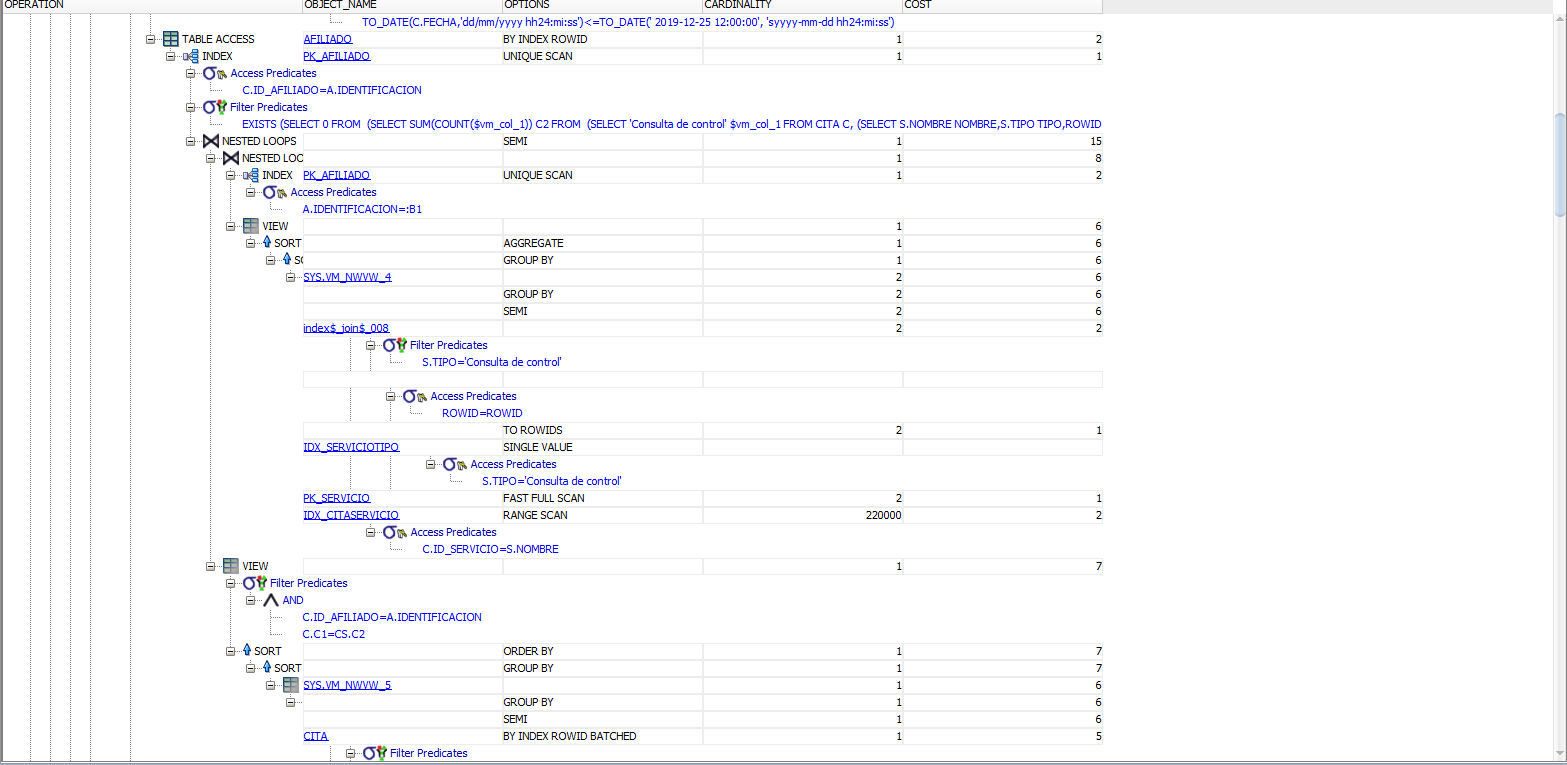 OPERATION OBJECT_NAME OPTIONS CARDINALITY COST
TO_DATE(C.FECHA,'dd/mm/yyyy hh24:mi:ss')<=TO_DATE(' 2019-12-25 12:00:00', 'syyyy-mm-dd hh24:mi:ss')
TABLE ACCESS AFILIADO BY INDEX ROWID 1 2
INDEX PK_AFILIADO UNIQUE SCAN 1 1
Access Predicates
C.ID_AFILIADO=A.IDENTIFICACION
Filter Predicates
EXISTS (SELECT 0 FROM (SELECT SUM(COUNT($vm_col_1)) C2 FROM (SELECT 'Consulta de control' $vm_col_1 FROM CITA C, (SELECT S.NOMBRE NOMBRE,S.TIPO TIPO,ROWID
NESTED LOOPS SEMI 1 15
NESTED LOO 1 8
INDEX PK_AFILIADO UNIQUE SCAN 1 2
Access Predicates
A.IDENTIFICACION=:B1
VIEW 1 6
SORT AGGREGATE 1 6
SO GROUP BY 1 6
SYS.VM_NWVW_4 2 6
GROUP BY 2 6
SEMI 2 6
index$_join$_008 2 2
Filter Predicates
S.TIPO='Consulta de control'
Access Predicates
ROWID=ROWID
TO ROWIDS 2 1
IDX_SERVICIOTIPO SINGLE VALUE
Access Predicates
S.TIPO='Consulta de control'
PK_SERVICIO FAST FULL SCAN 2 1
IDX_CITASERVICIO RANGE SCAN 220000 2
Access Predicates
C.ID_SERVICIO=S.NOMBRE
VIEW 1 7
Filter Predicates
AND
C.ID_AFILIADO=A.IDENTIFICACION
C.C1=CS.C2
SORT ORDER BY 1 7
SORT GROUP BY 1 7
SYS.VM_NWVW_5 1 6
GROUP BY 1 6
SEMI 1 6
CITA BY INDEX ROWID BATCHED 1 5
Filter Predicates